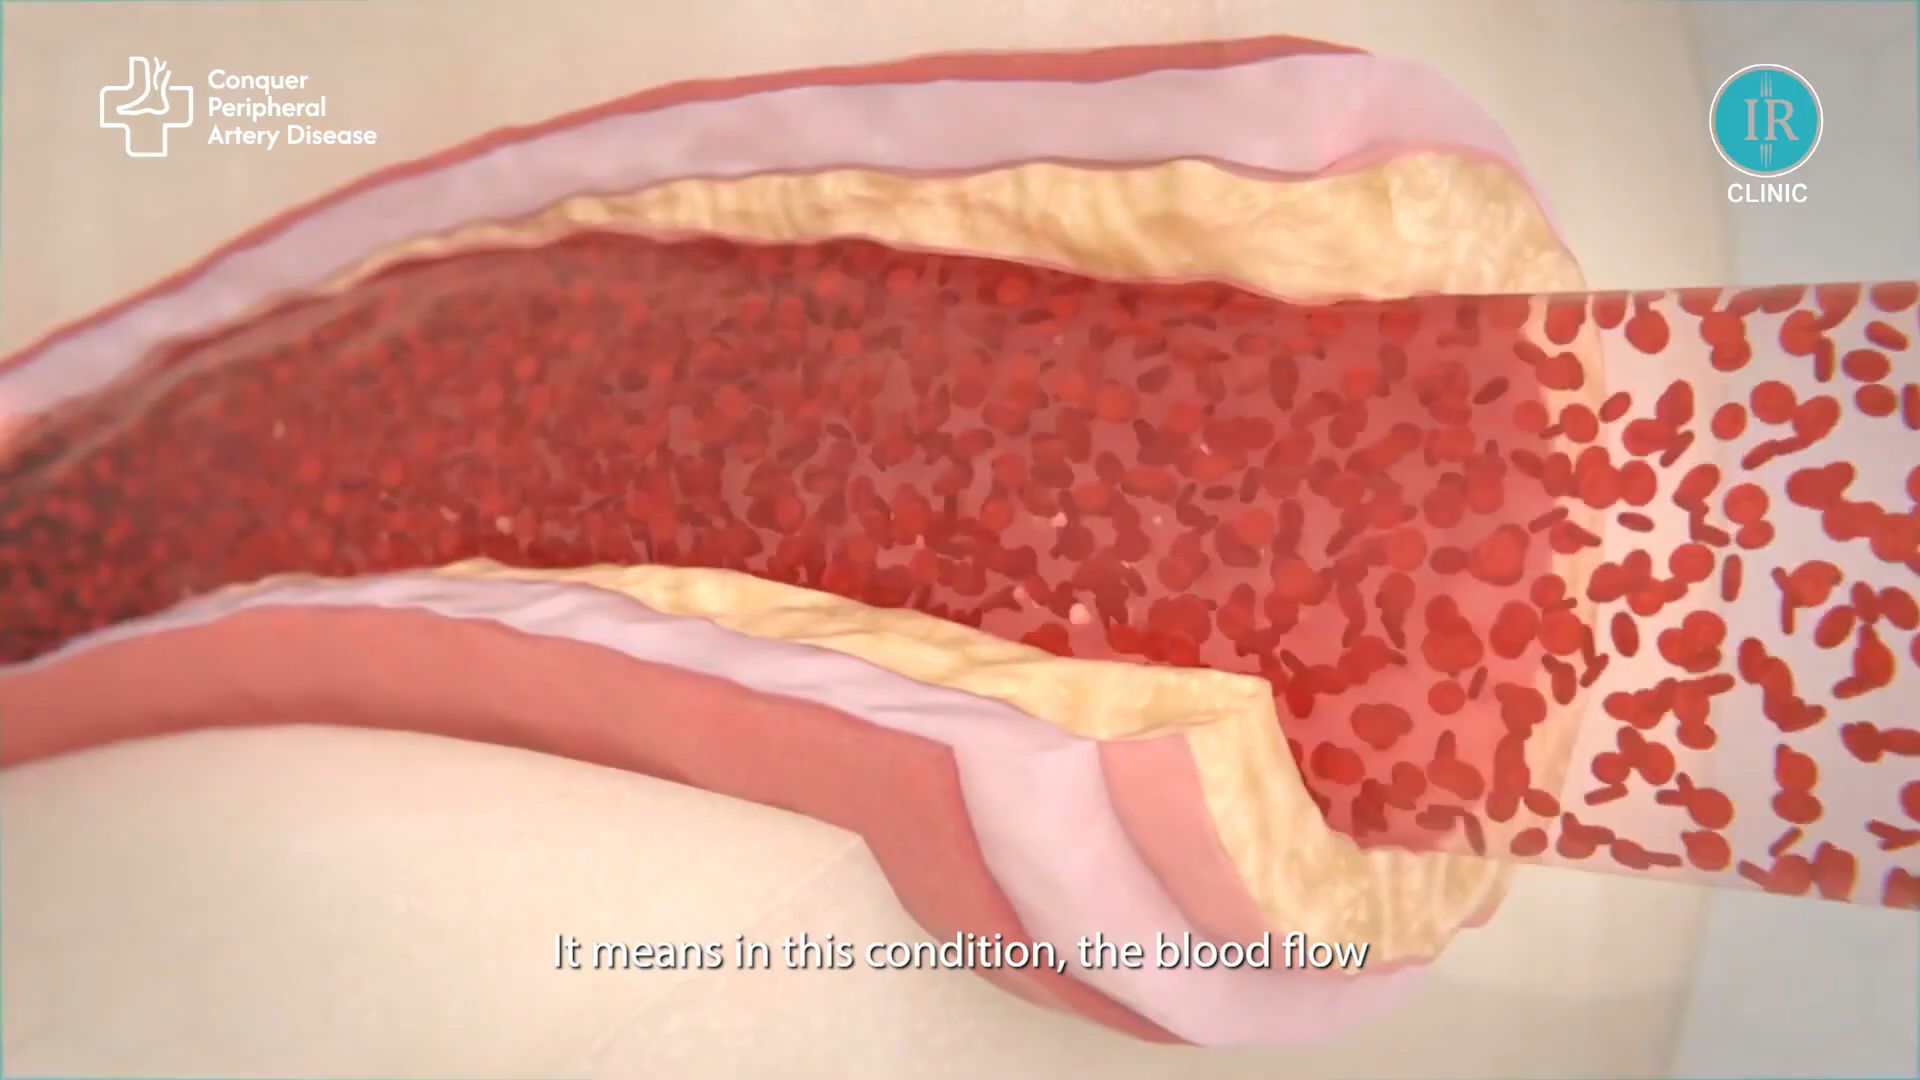 Conquer
Peripheral
Artery Disease
IR
CLINIC
It means in this condition, the blood flow